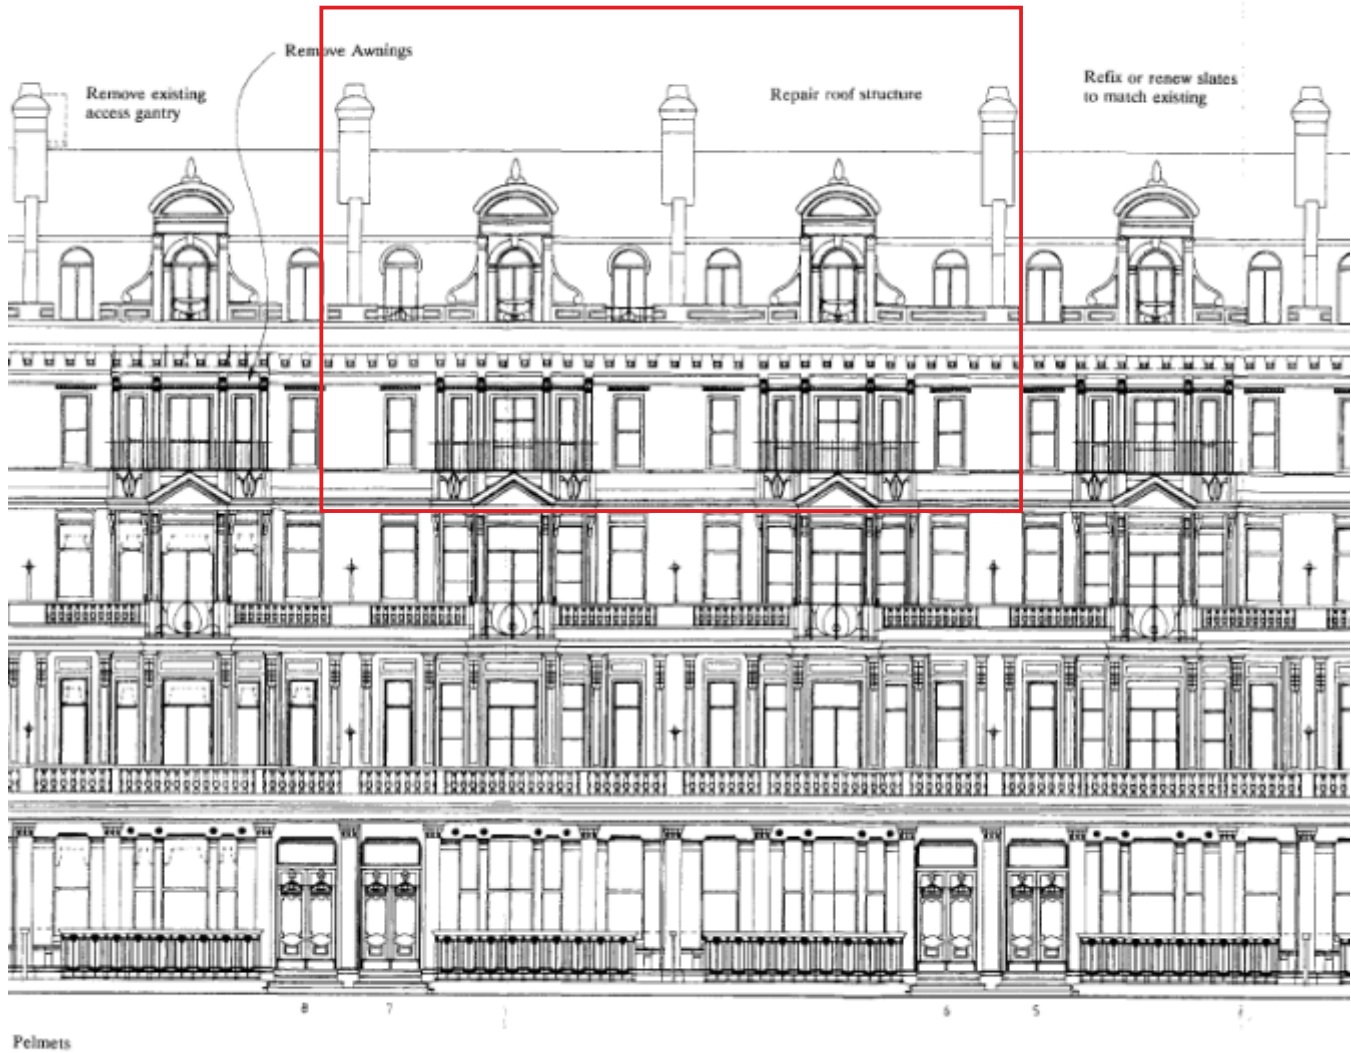 Remove Awnings
Remove existing
access gantry
Repair roof structure
Refix or renew slates
to match existing
8 7 6 5
Pelmets